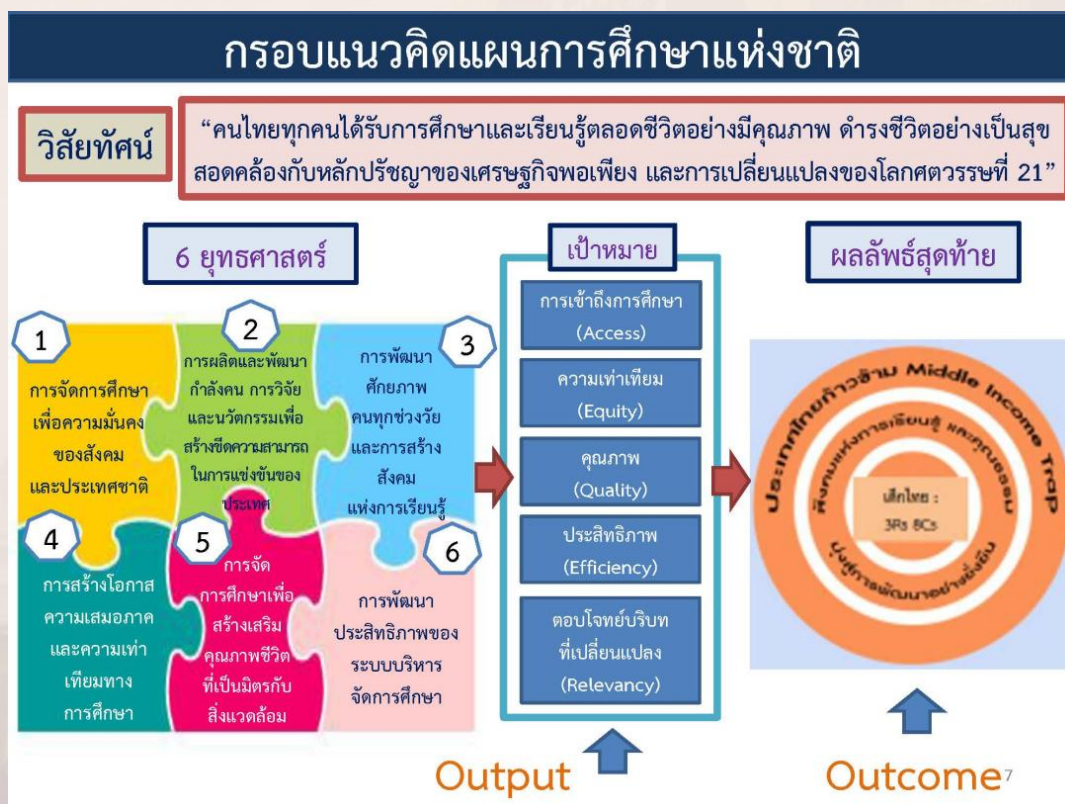 กรอบแนวคิดแผนการศึกษาแห่งชาติ
วิสัยทัศน์
“คนไทยทุกคนได้รับการศึกษาและเรียนรู้ตลอดชีวิตอย่างมีคุณภาพ ดำรงชีวิตอย่างเป็นสุข
สอดคล้องกับหลักปรัชญาของเศรษฐกิจพอเพียง และการเปลี่ยนแปลงของโลกศตวรรษที่ 21”
6 ยุทธศาสตร์
1
การจัดการศึกษา
เพื่อความมั่นคง
ของสังคม
และประเทศชาติ
2
การผลิตและพัฒนา
กำลังคน การวิจัย
และนวัตกรรมเพื่อ
สร้างขีดความสามารถ
ในการแข่งขันของ
ประเทศ
3
การพัฒนา
ศักยภาพ
คนทุกช่วงวัย
และการสร้าง
สังคม
แห่งการเรียนรู้
4
การสร้างโอกาส
ความเสมอภาค
และความเท่า
เทียมทาง
การศึกษา
5
การจัด
การศึกษาเพื่อ
สร้างเสริม
คุณภาพชีวิต
ที่เป็นมิตรกับ
สิ่งแวดล้อม
6
การพัฒนา
ประสิทธิภาพของ
ระบบบริหาร
จัดการศึกษา
เป้าหมาย
การเข้าถึงการศึกษา
(Access)
ความเท่าเทียม
(Equity)
คุณภาพ
(Quality)
ประสิทธิภาพ
(Efficiency)
ตอบโจทย์บริบท
ที่เปลี่ยนแปลง
(Relevancy)
Output
ผลลัพธ์สุดท้าย
ประเทศไทยก้าวข้าม Middle Income Trap
สังคมแห่งการเรียนรู้ และคุณธรรม
เด็กไทย :
3Rs 8Cs
มุ่งสู่การพัฒนาอย่างยั่งยืน
Outcome
7